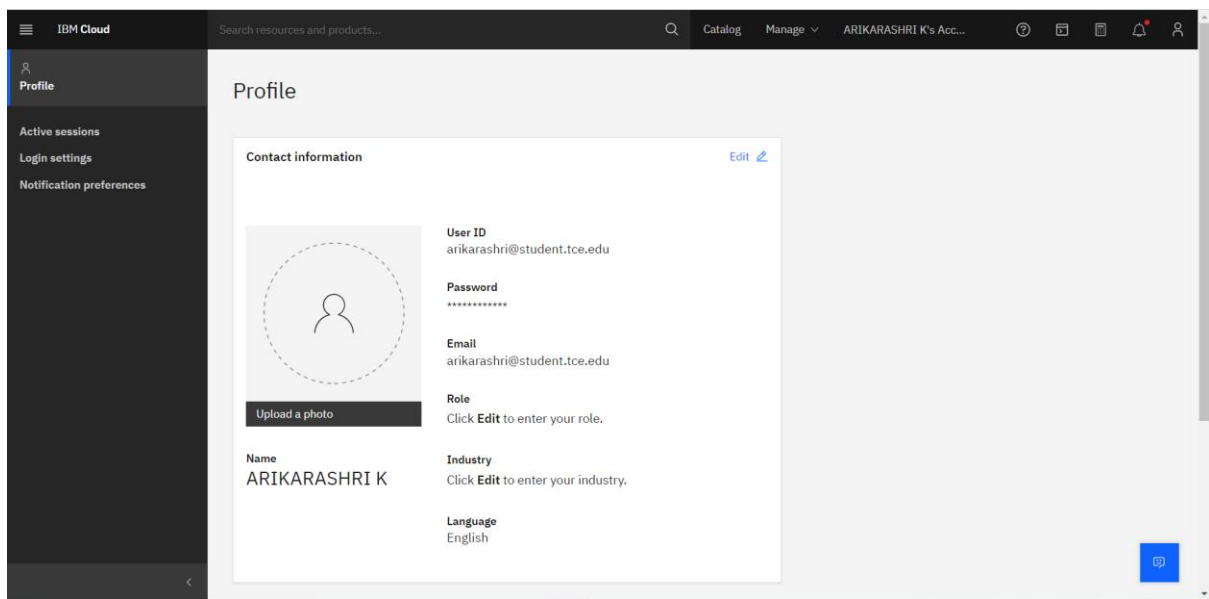 IBM Cloud
Search resources and products...
Catalog
Manage
ARIKARASHRI K's Acc...
Profile
Active sessions
Login settings
Notification preferences
Profile
Contact information
Edit
Upload a photo
Name
ARIKARASHRI K
User ID
arikarashri@student.tce.edu
Password
************
Email
arikarashri@student.tce.edu
Role
Click Edit to enter your role.
Industry
Click Edit to enter your industry.
Language
English